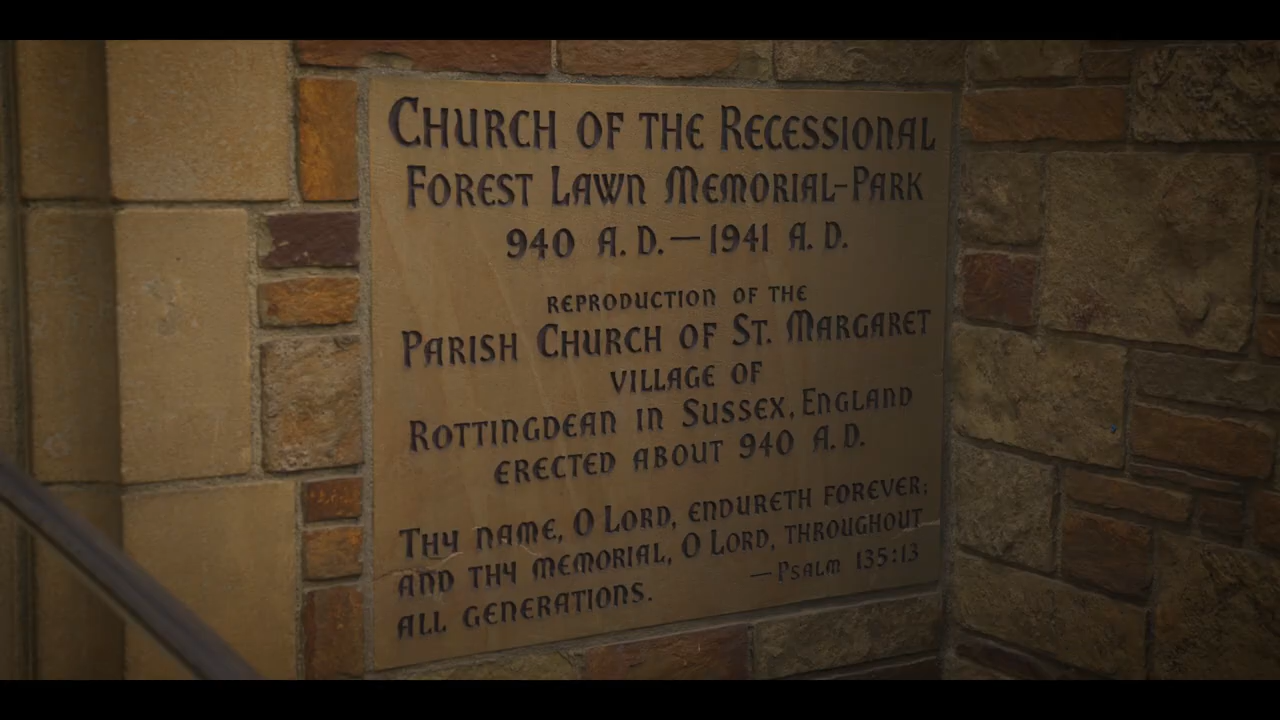 Church of the Recessional
Forest Lawn Memorial-Park
940 A. D. — 1941 A. D.
reproduction of the
Parish Church of St. Margaret
village of
Rottingdean in Sussex, England
erected about 940 A. D.
Thy name, O Lord, endureth forever;
and thy memorial, O Lord, throughout
all generations.
— Psalm 135:13